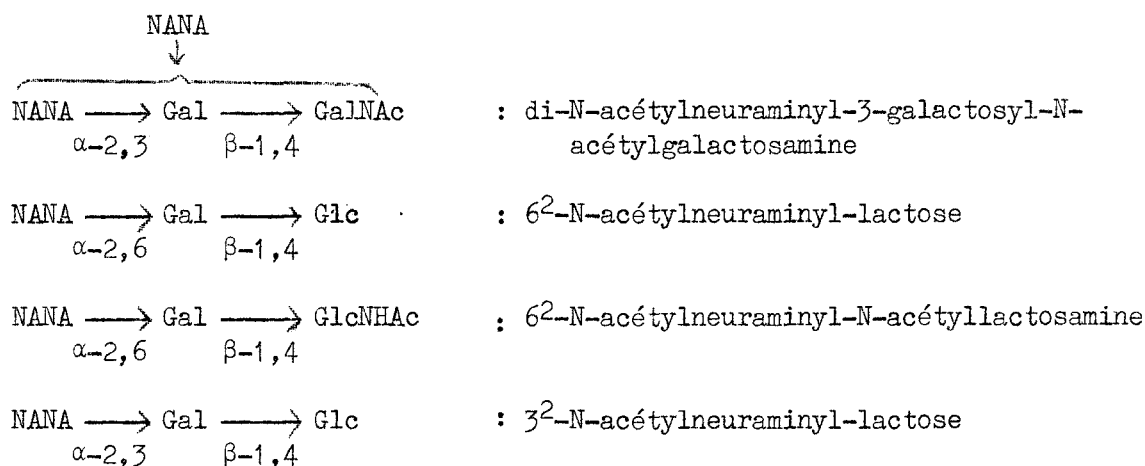 NANA
↓
NANA ⟶ Gal ⟶ GalNAc : di-N-acétylneuraminyl-3-galactosyl-N-
α-2,3 β-1,4 acétylgalactosamine
NANA ⟶ Gal ⟶ Glc : 6²-N-acétylneuraminyl-lactose
α-2,6 β-1,4
NANA ⟶ Gal ⟶ GlcNHAc : 6²-N-acétylneuraminyl-N-acétyllactosamine
α-2,6 β-1,4
NANA ⟶ Gal ⟶ Glc : 3²-N-acétylneuraminyl-lactose
α-2,3 β-1,4